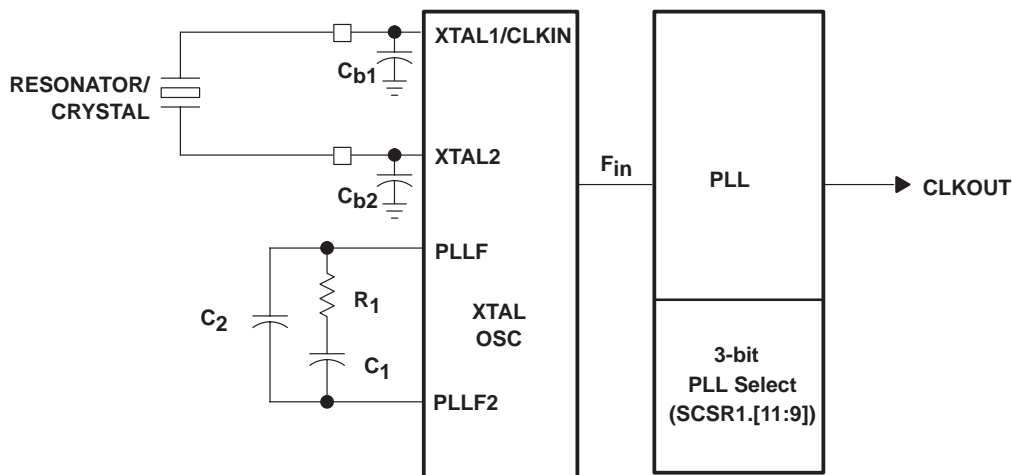 XTAL1/CLKIN
Cb1
RESONATOR/
CRYSTAL
XTAL2
Cb2
Fin
PLL
CLKOUT
PLLF
R1
C2
XTAL
OSC
C1
PLLF2
3-bit
PLL Select
(SCSR1.[11:9])